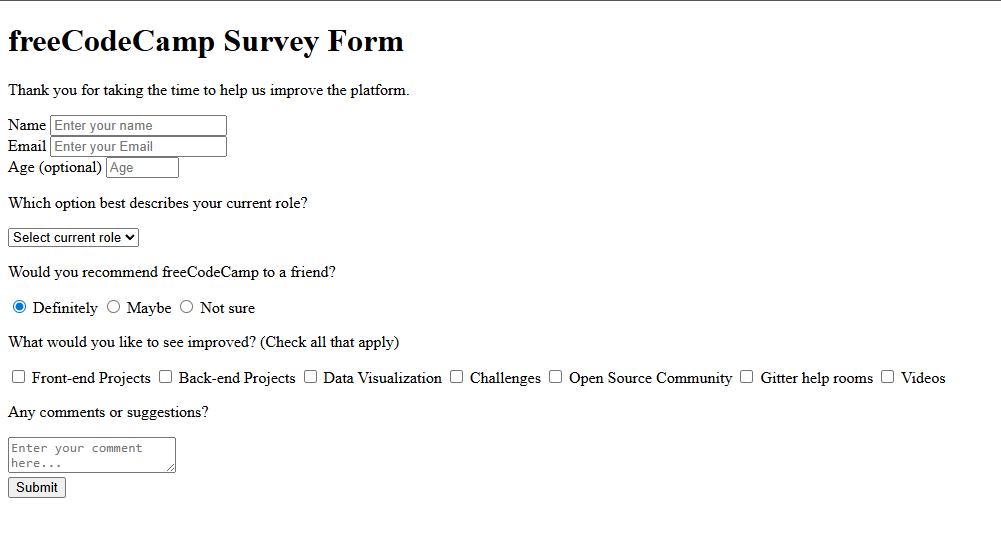 freeCodeCamp Survey Form
Thank you for taking the time to help us improve the platform.
Name Enter your name
Email Enter your Email
Age (optional) Age
Which option best describes your current role?
Select current role
Would you recommend freeCodeCamp to a friend?
Definitely Maybe Not sure
What would you like to see improved? (Check all that apply)
Front-end Projects Back-end Projects Data Visualization Challenges Open Source Community Gitter help rooms Videos
Any comments or suggestions?
Enter your comment
here...
Submit